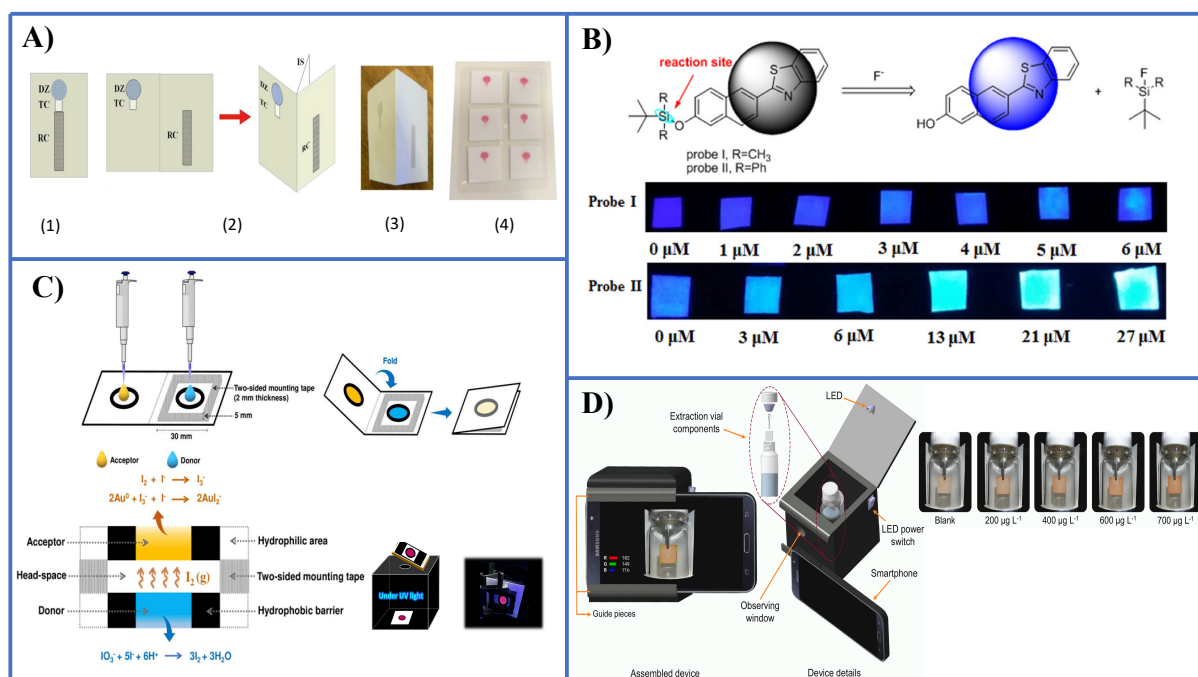 A)
IS
DZ
TC
RC
DZ
TC
RC
DZ
TC
RC
(1)
(2)
(3)
(4)
B)
reaction site
R
Si
R
O
S
N
F-
HO
S
N
+
F
R
Si
R
probe I, R=CH3
probe II, R=Ph
Probe I
0 µM
1 µM
2 µM
3 µM
4 µM
5 µM
6 µM
Probe II
0 µM
3 µM
6 µM
13 µM
21 µM
27 µM
C)
Two-sided mounting tape
(2 mm thickness)
5 mm
30 mm
Fold
Acceptor
Donor
I2 + I- → I3-
2Au0 + I3- + I- → 2AuI2-
Acceptor
Hydrophilic area
Head-space
I2 (g)
Two-sided mounting tape
Donor
Hydrophobic barrier
IO3- + 5I- + 6H+ → 3I2 + 3H2O
Under UV light
D)
Extraction vial
components
LED
SAMSUNG
R 182
G 149
B 116
LED power
switch
Smartphone
Observing
window
Guide pieces
Assembled device
Device details
Blank
200 µg L-1
400 µg L-1
600 µg L-1
700 µg L-1